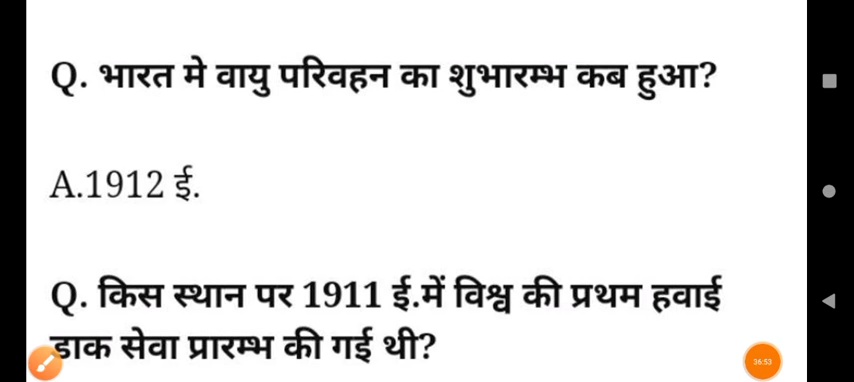 Q. भारत मे वायु परिवहन का शुभारम्भ कब हुआ?
A.1912 ई.
Q. किस स्थान पर 1911 ई.में विश्व की प्रथम हवाई
डाक सेवा प्रारम्भ की गई थी?
36:53